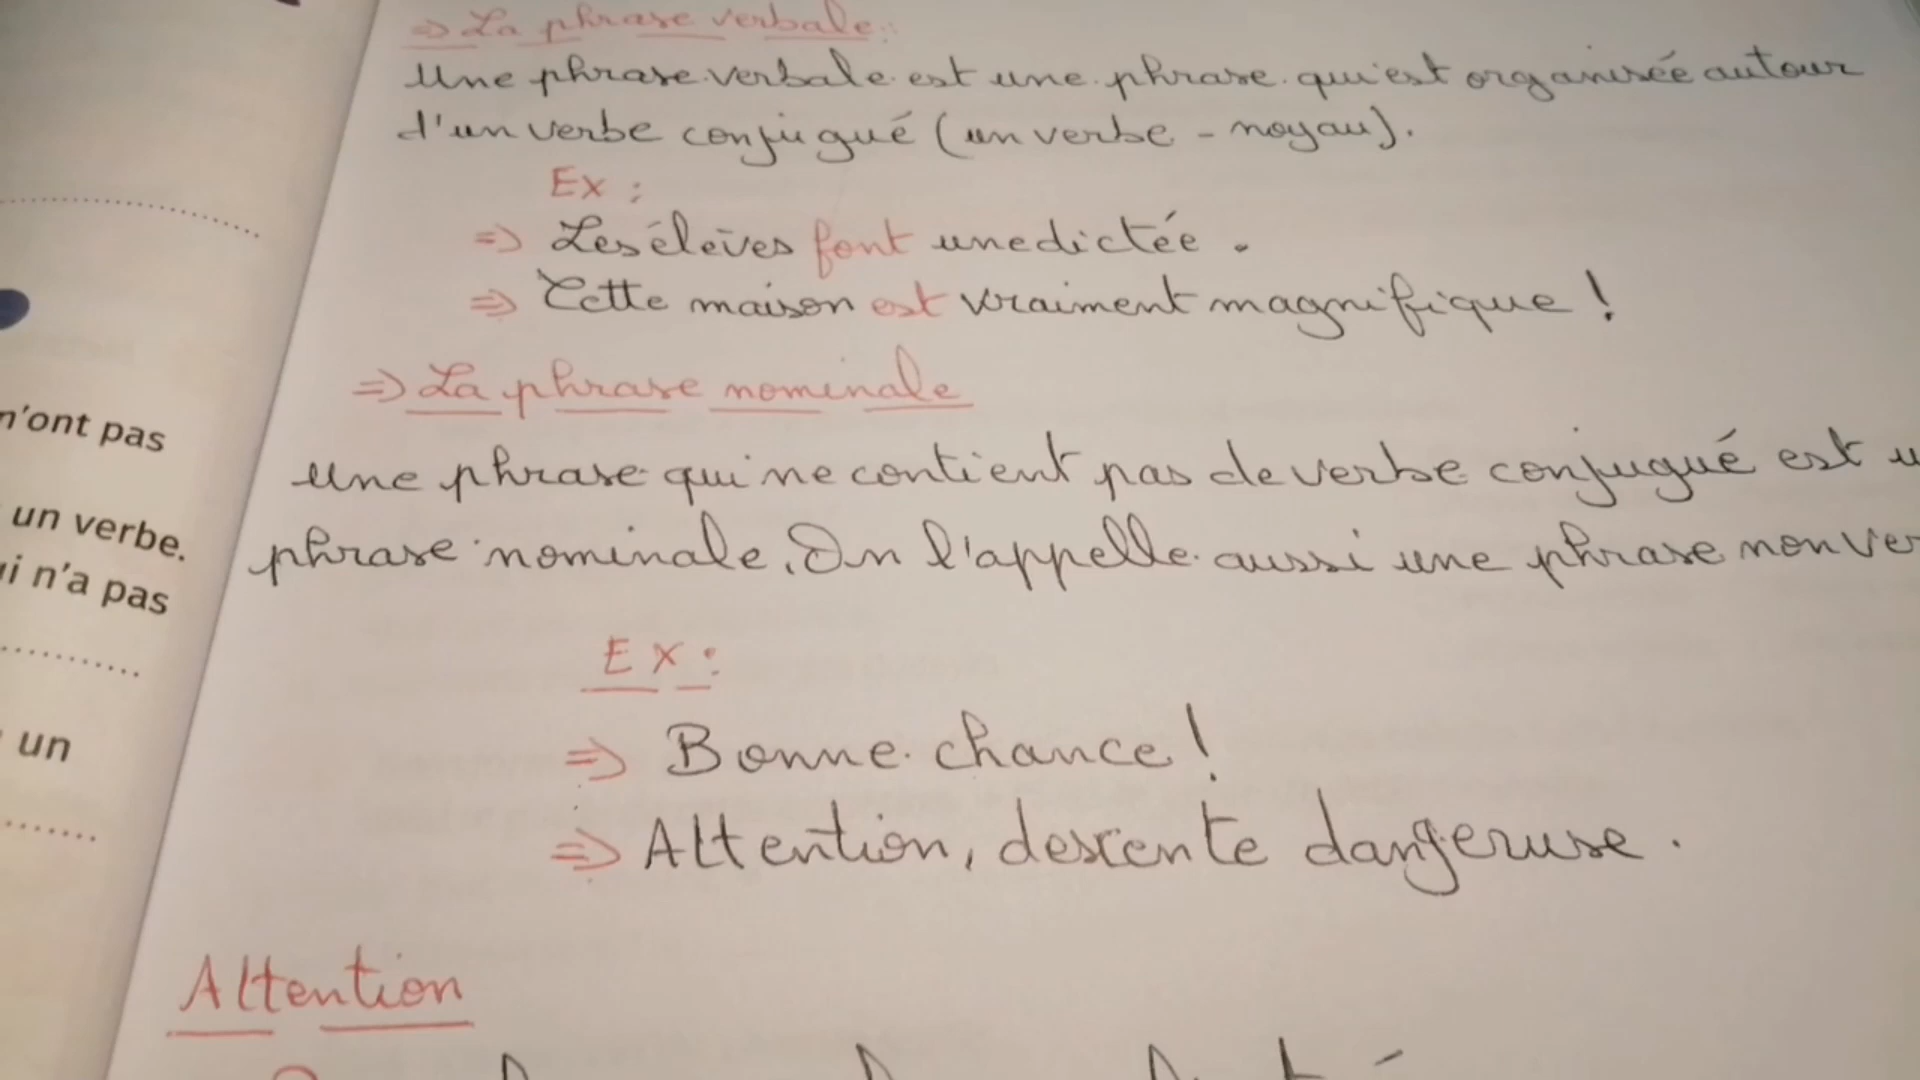 ⇒ La phrase verbale:
Une phrase verbale est une phrase qui est organisée autour
d'un verbe conjugué (un verbe - noyau).
Ex :
⇒ Les élèves font une dictée.
⇒ Cette maison est vraiment magnifique !
⇒ La phrase nominale
Une phrase qui ne contient pas de verbe conjugué est u
phrase nominale. On l'appelle aussi une phrase non ver
Ex :
⇒ Bonne chance !
⇒ Attention, descente dangeruse.
Attention
n'ont pas
un verbe.
i n'a pas
un